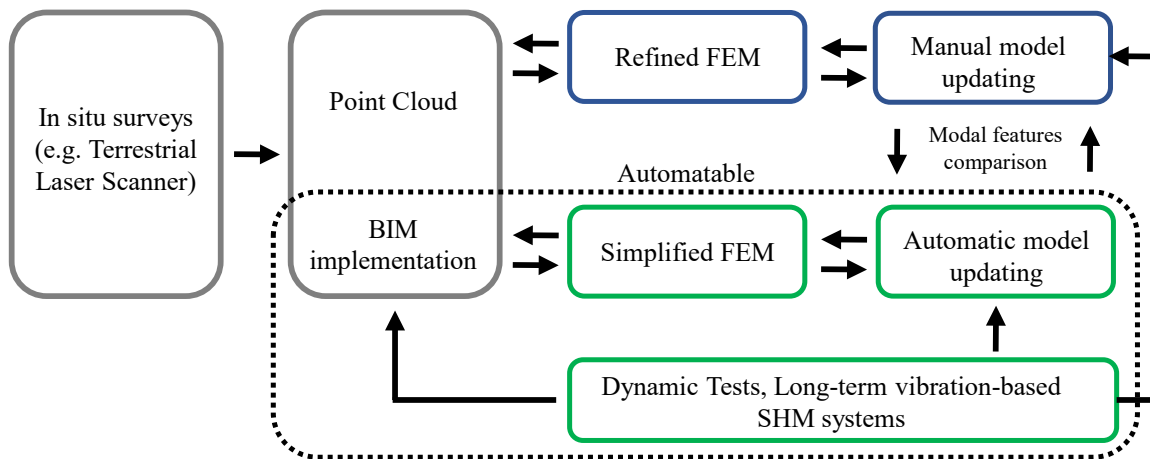 In situ surveys
(e.g. Terrestrial
Laser Scanner)
Point Cloud
BIM
implementation
Refined FEM
Manual model
updating
Modal features
comparison
Automatable
Simplified FEM
Automatic model
updating
Dynamic Tests, Long-term vibration-based
SHM systems